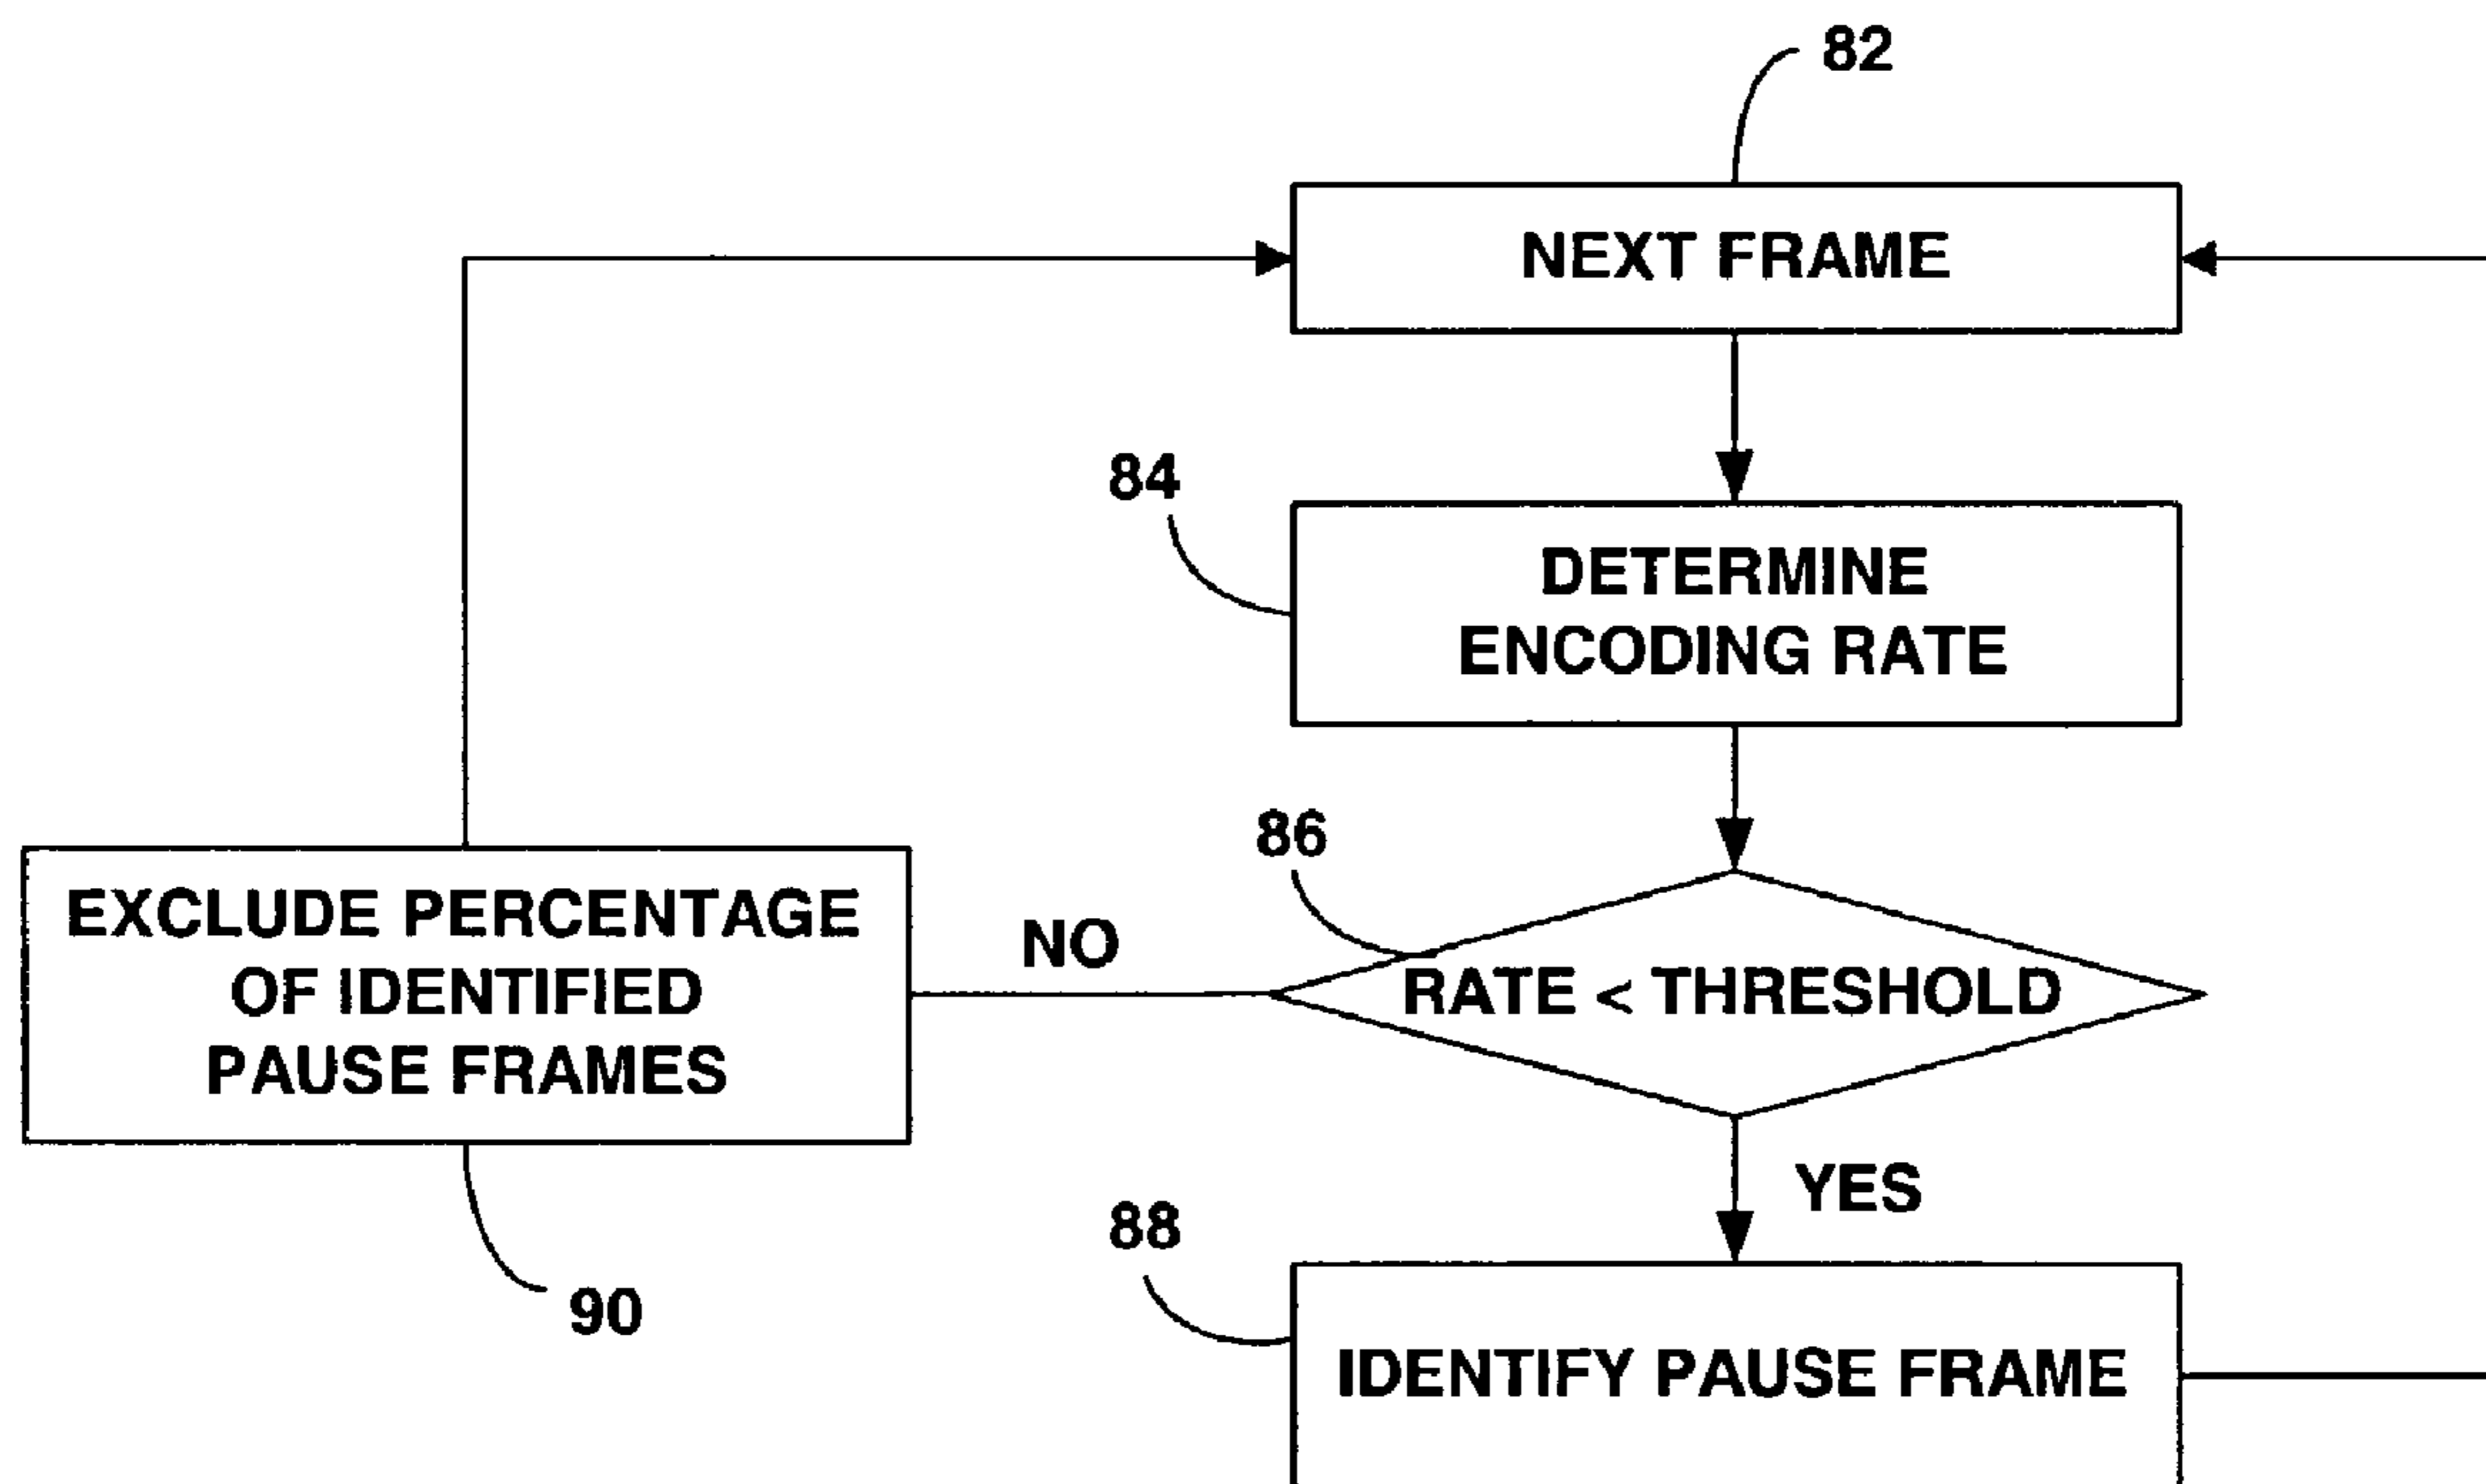 82
NEXT FRAME
84
DETERMINE
ENCODING RATE
86
RATE < THRESHOLD
NO
EXCLUDE PERCENTAGE
OF IDENTIFIED
PAUSE FRAMES
90
YES
88
IDENTIFY PAUSE FRAME